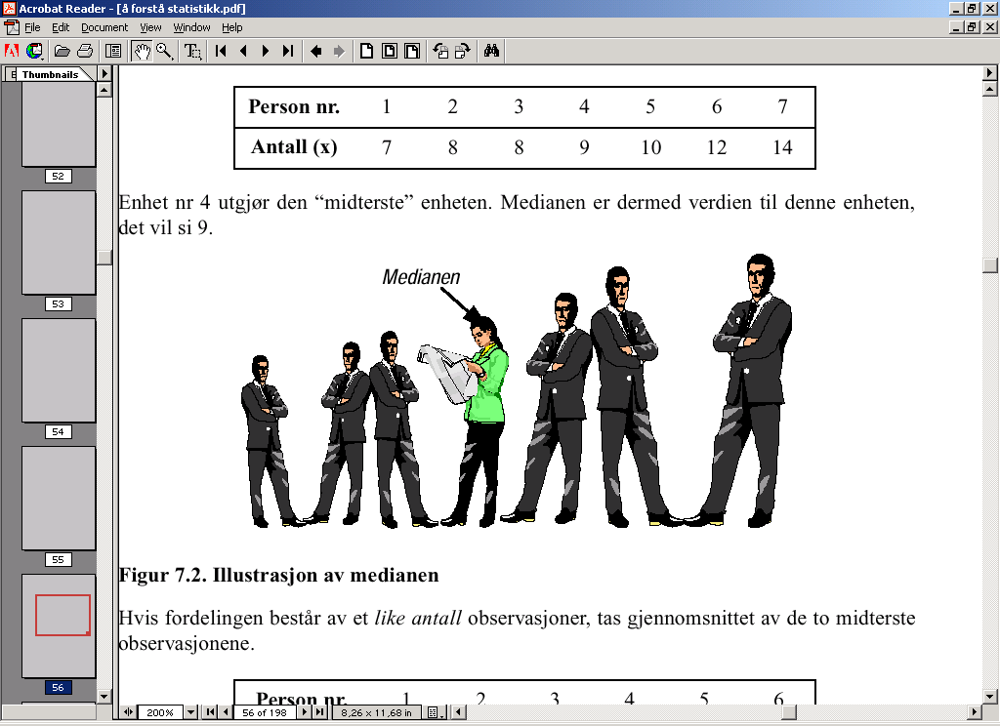 Acrobat Reader - [å forstå statistikk.pdf]
File Edit Document View Window Help
Thumbnails
52
53
54
55
56
Person nr. 1 2 3 4 5 6 7
Antall (x) 7 8 8 9 10 12 14
Enhet nr 4 utgjør den “midterste” enheten. Medianen er dermed verdien til denne enheten,
det vil si 9.
Medianen
Figur 7.2. Illustrasjon av medianen
Hvis fordelingen består av et like antall observasjoner, tas gjennomsnittet av de to midterste
observasjonene.
Person nr. 1 2 3 4 5 6
200% 56 of 198 8,26 x 11,68 in